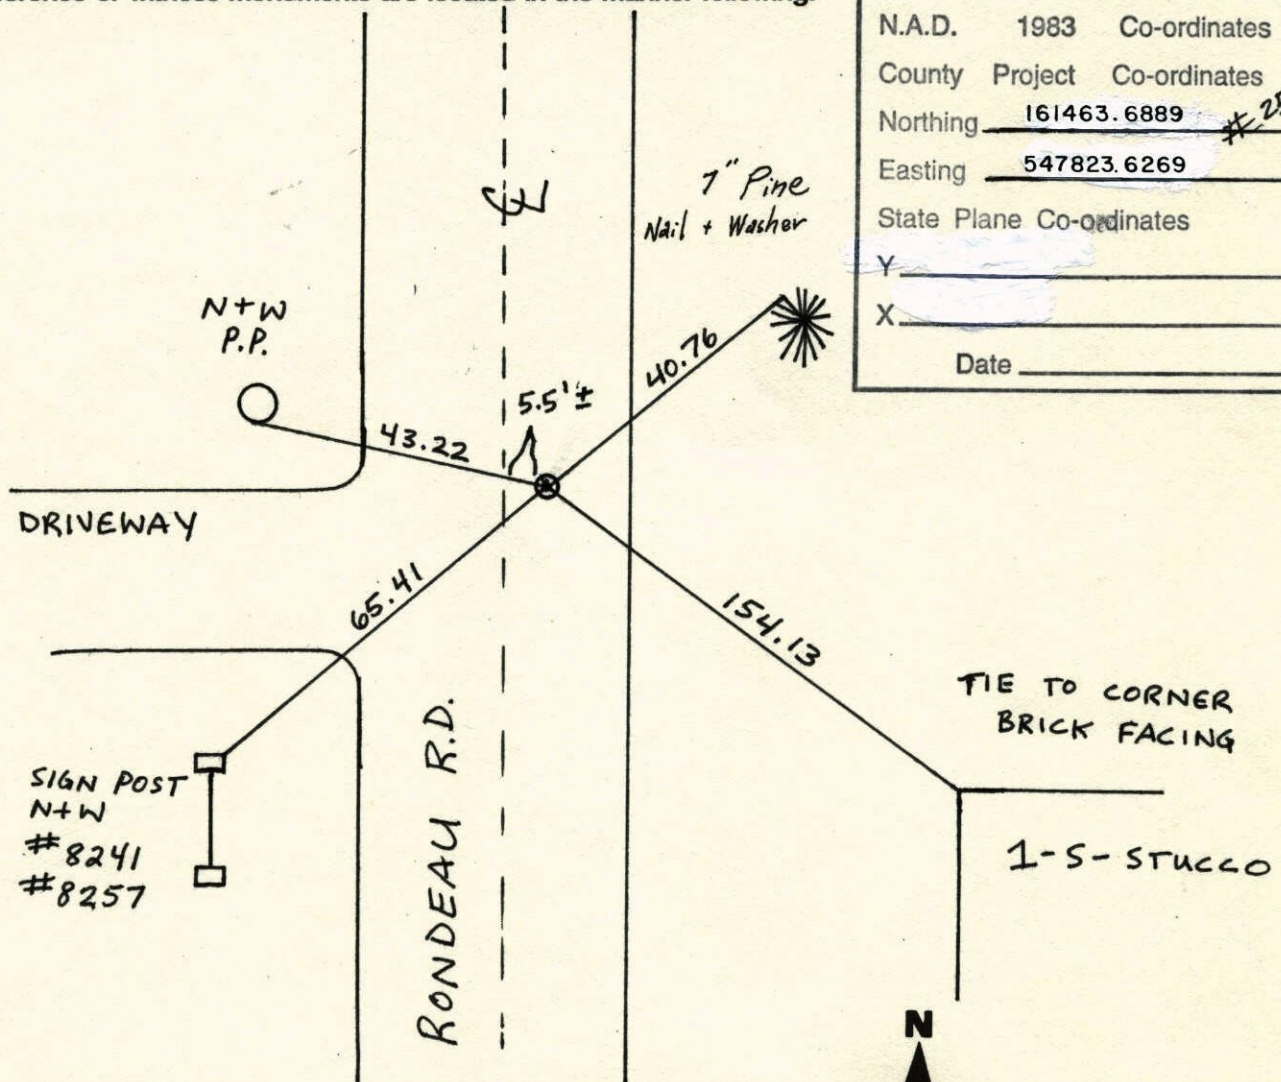 N.A.D. 1983 Co-ordinates
County Project Co-ordinates
Northing 161463.6889
Easting 547823.6269
State Plane Co-ordinates
Y
X
Date
℄
7" Pine
Nail + Washer
N+W
P.P.
5.5'±
40.76
43.22
DRIVEWAY
65.41
154.13
TIE TO CORNER
BRICK FACING
1-S-STUCCO
SIGN POST
N+W
#8241
#8257
RONDEAU R.D.
N